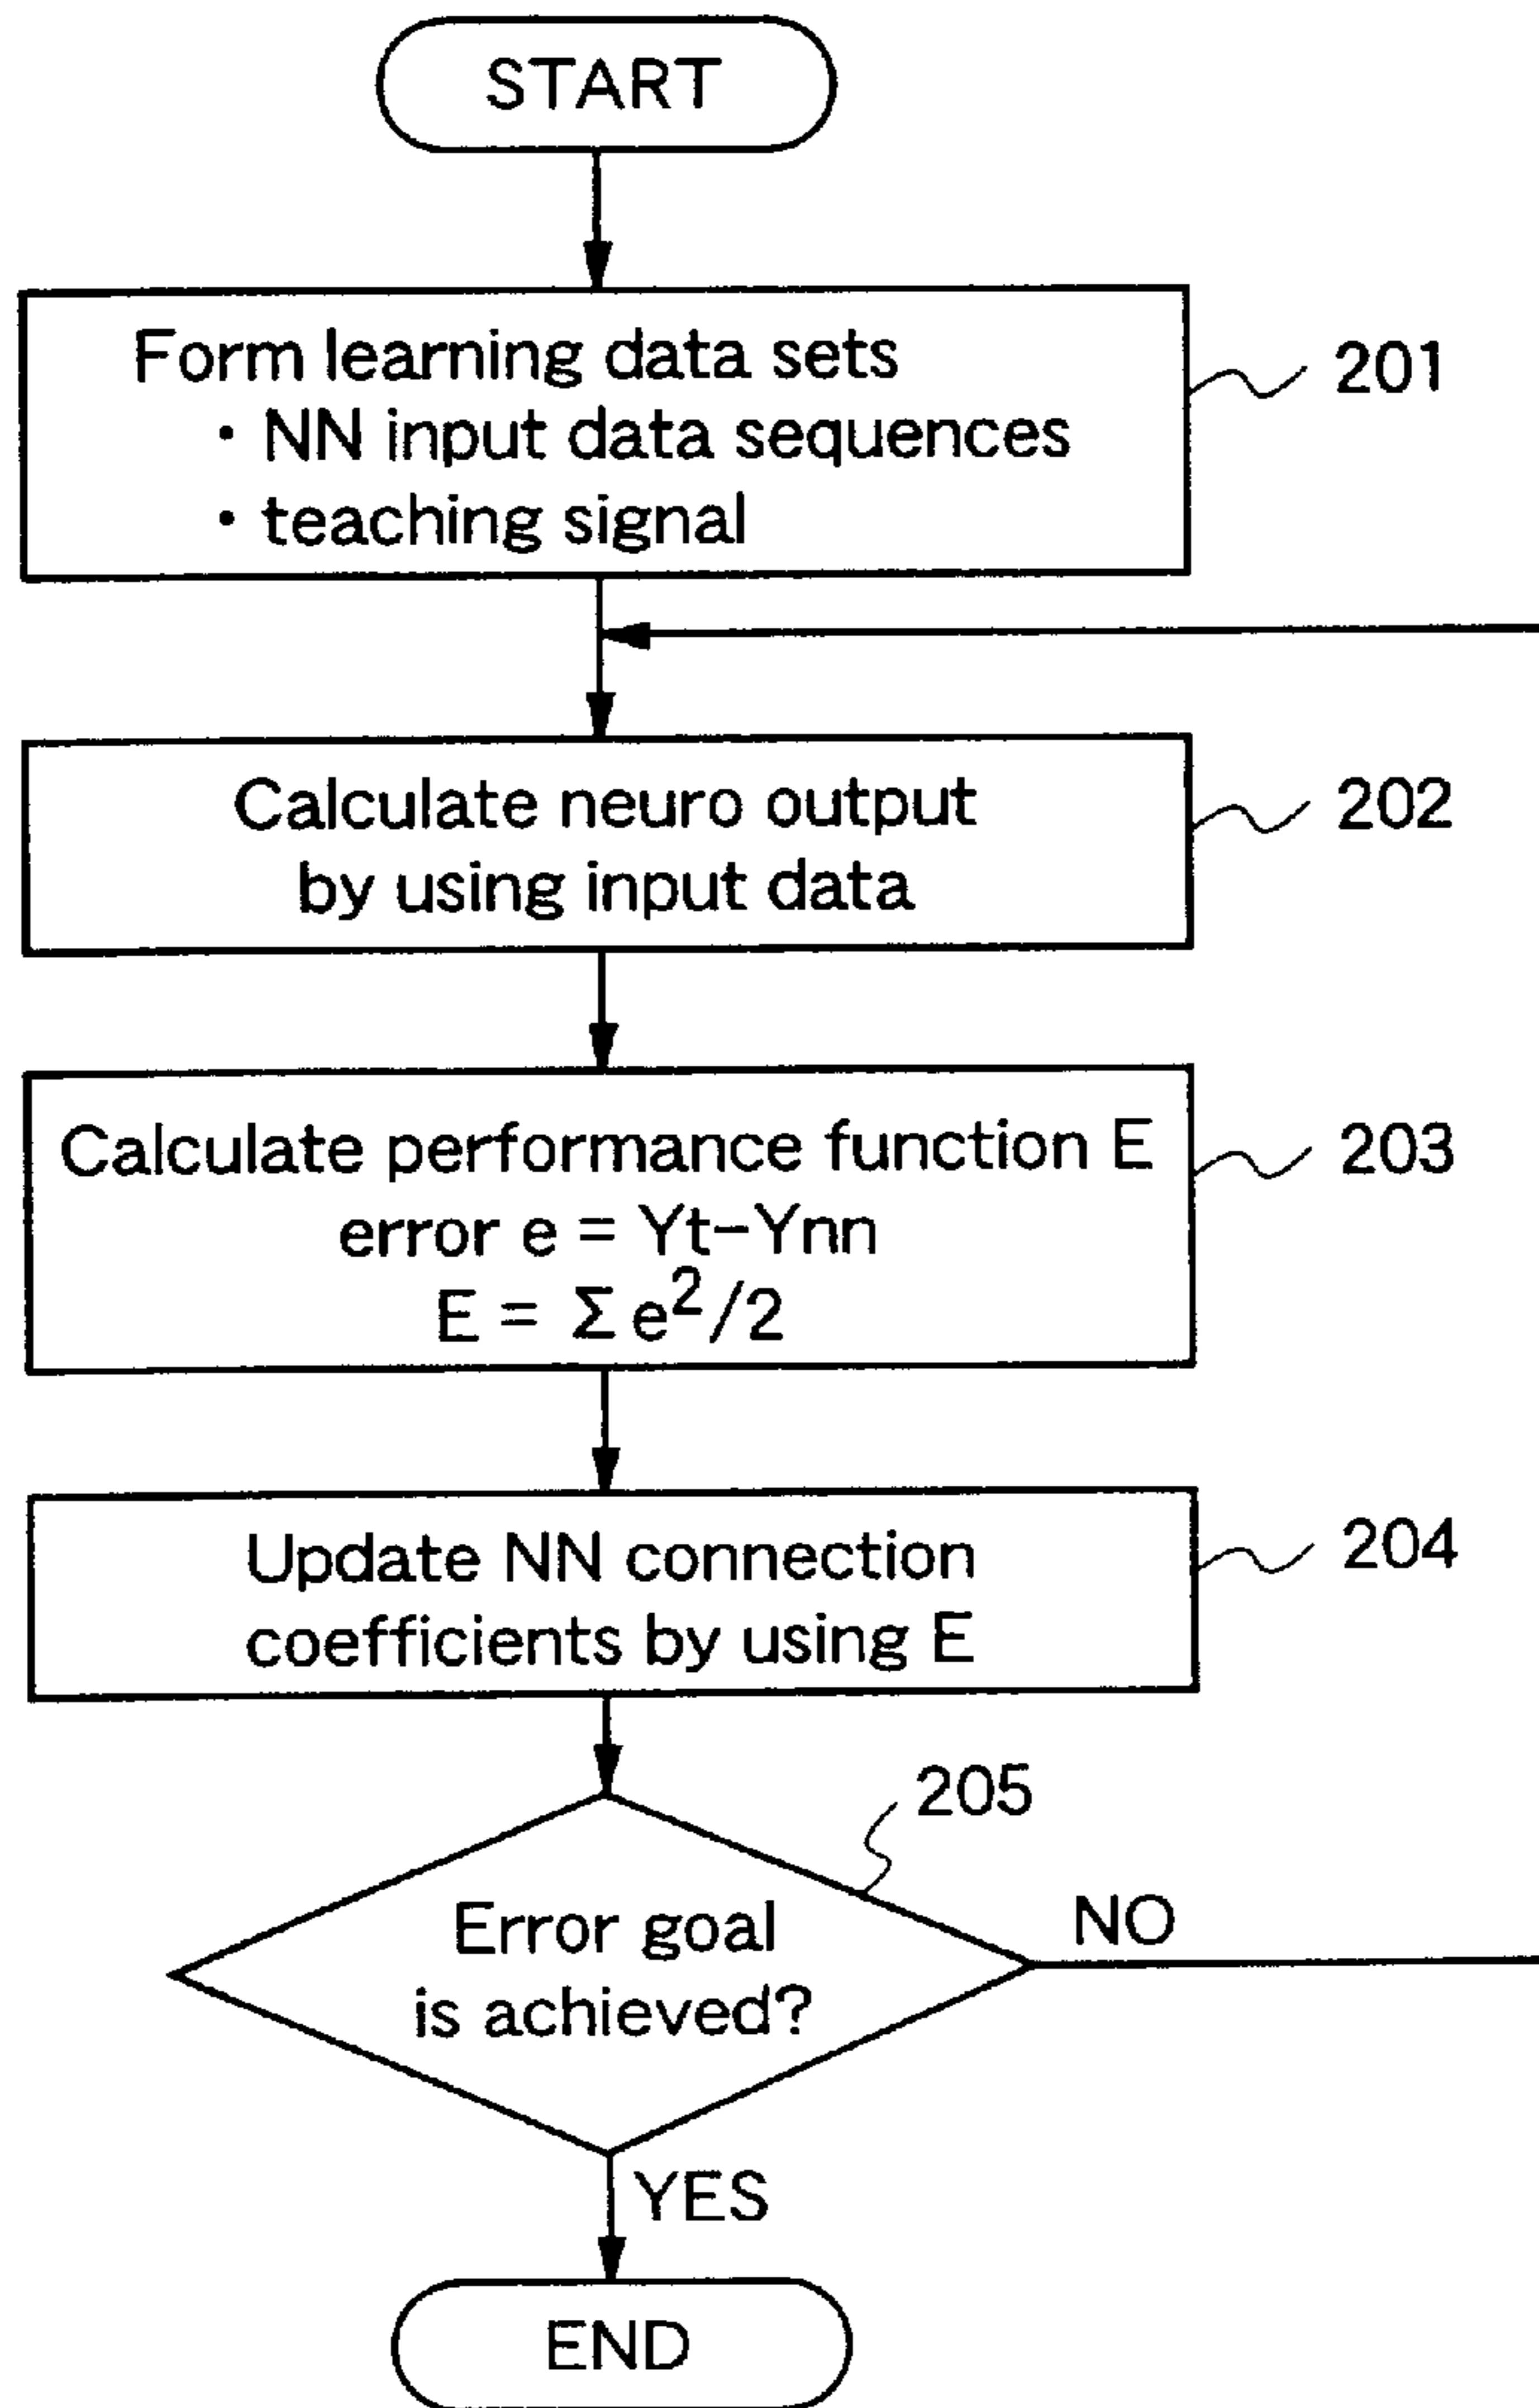 START
Form learning data sets
・NN input data sequences
・teaching signal
201
Calculate neuro output
by using input data
202
Calculate performance function E
error e = Yt-Ynn
E = Σ e²/2
203
Update NN connection
coefficients by using E
204
205
Error goal
is achieved?
NO
YES
END